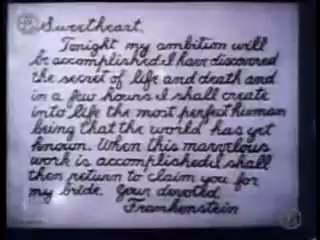 Sweetheart,
Tonight my ambition will
be accomplished. I have discovered
the secret of life and death and
in a few hours I shall create
into life the most perfect human
being that the world has yet
known. When this marvelous
work is accomplished, I shall
then return to claim you for
my bride. Your devoted
Frankenstein